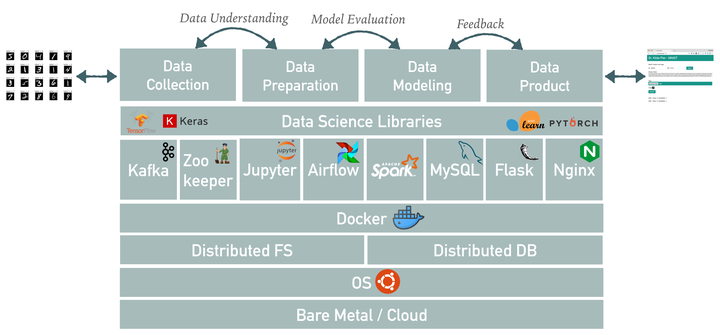 Data Understanding
Model Evaluation
Feedback
Data
Collection
Data
Preparation
Data
Modeling
Data
Product
TensorFlow
Keras
Data Science Libraries
learn
PYTORCH
Kafka
Zoo
keeper
jupyter
Jupyter
Airflow
APACHE
Spark
MySQL
Flask
Nginx
Docker
Distributed FS
Distributed DB
OS
Bare Metal / Cloud